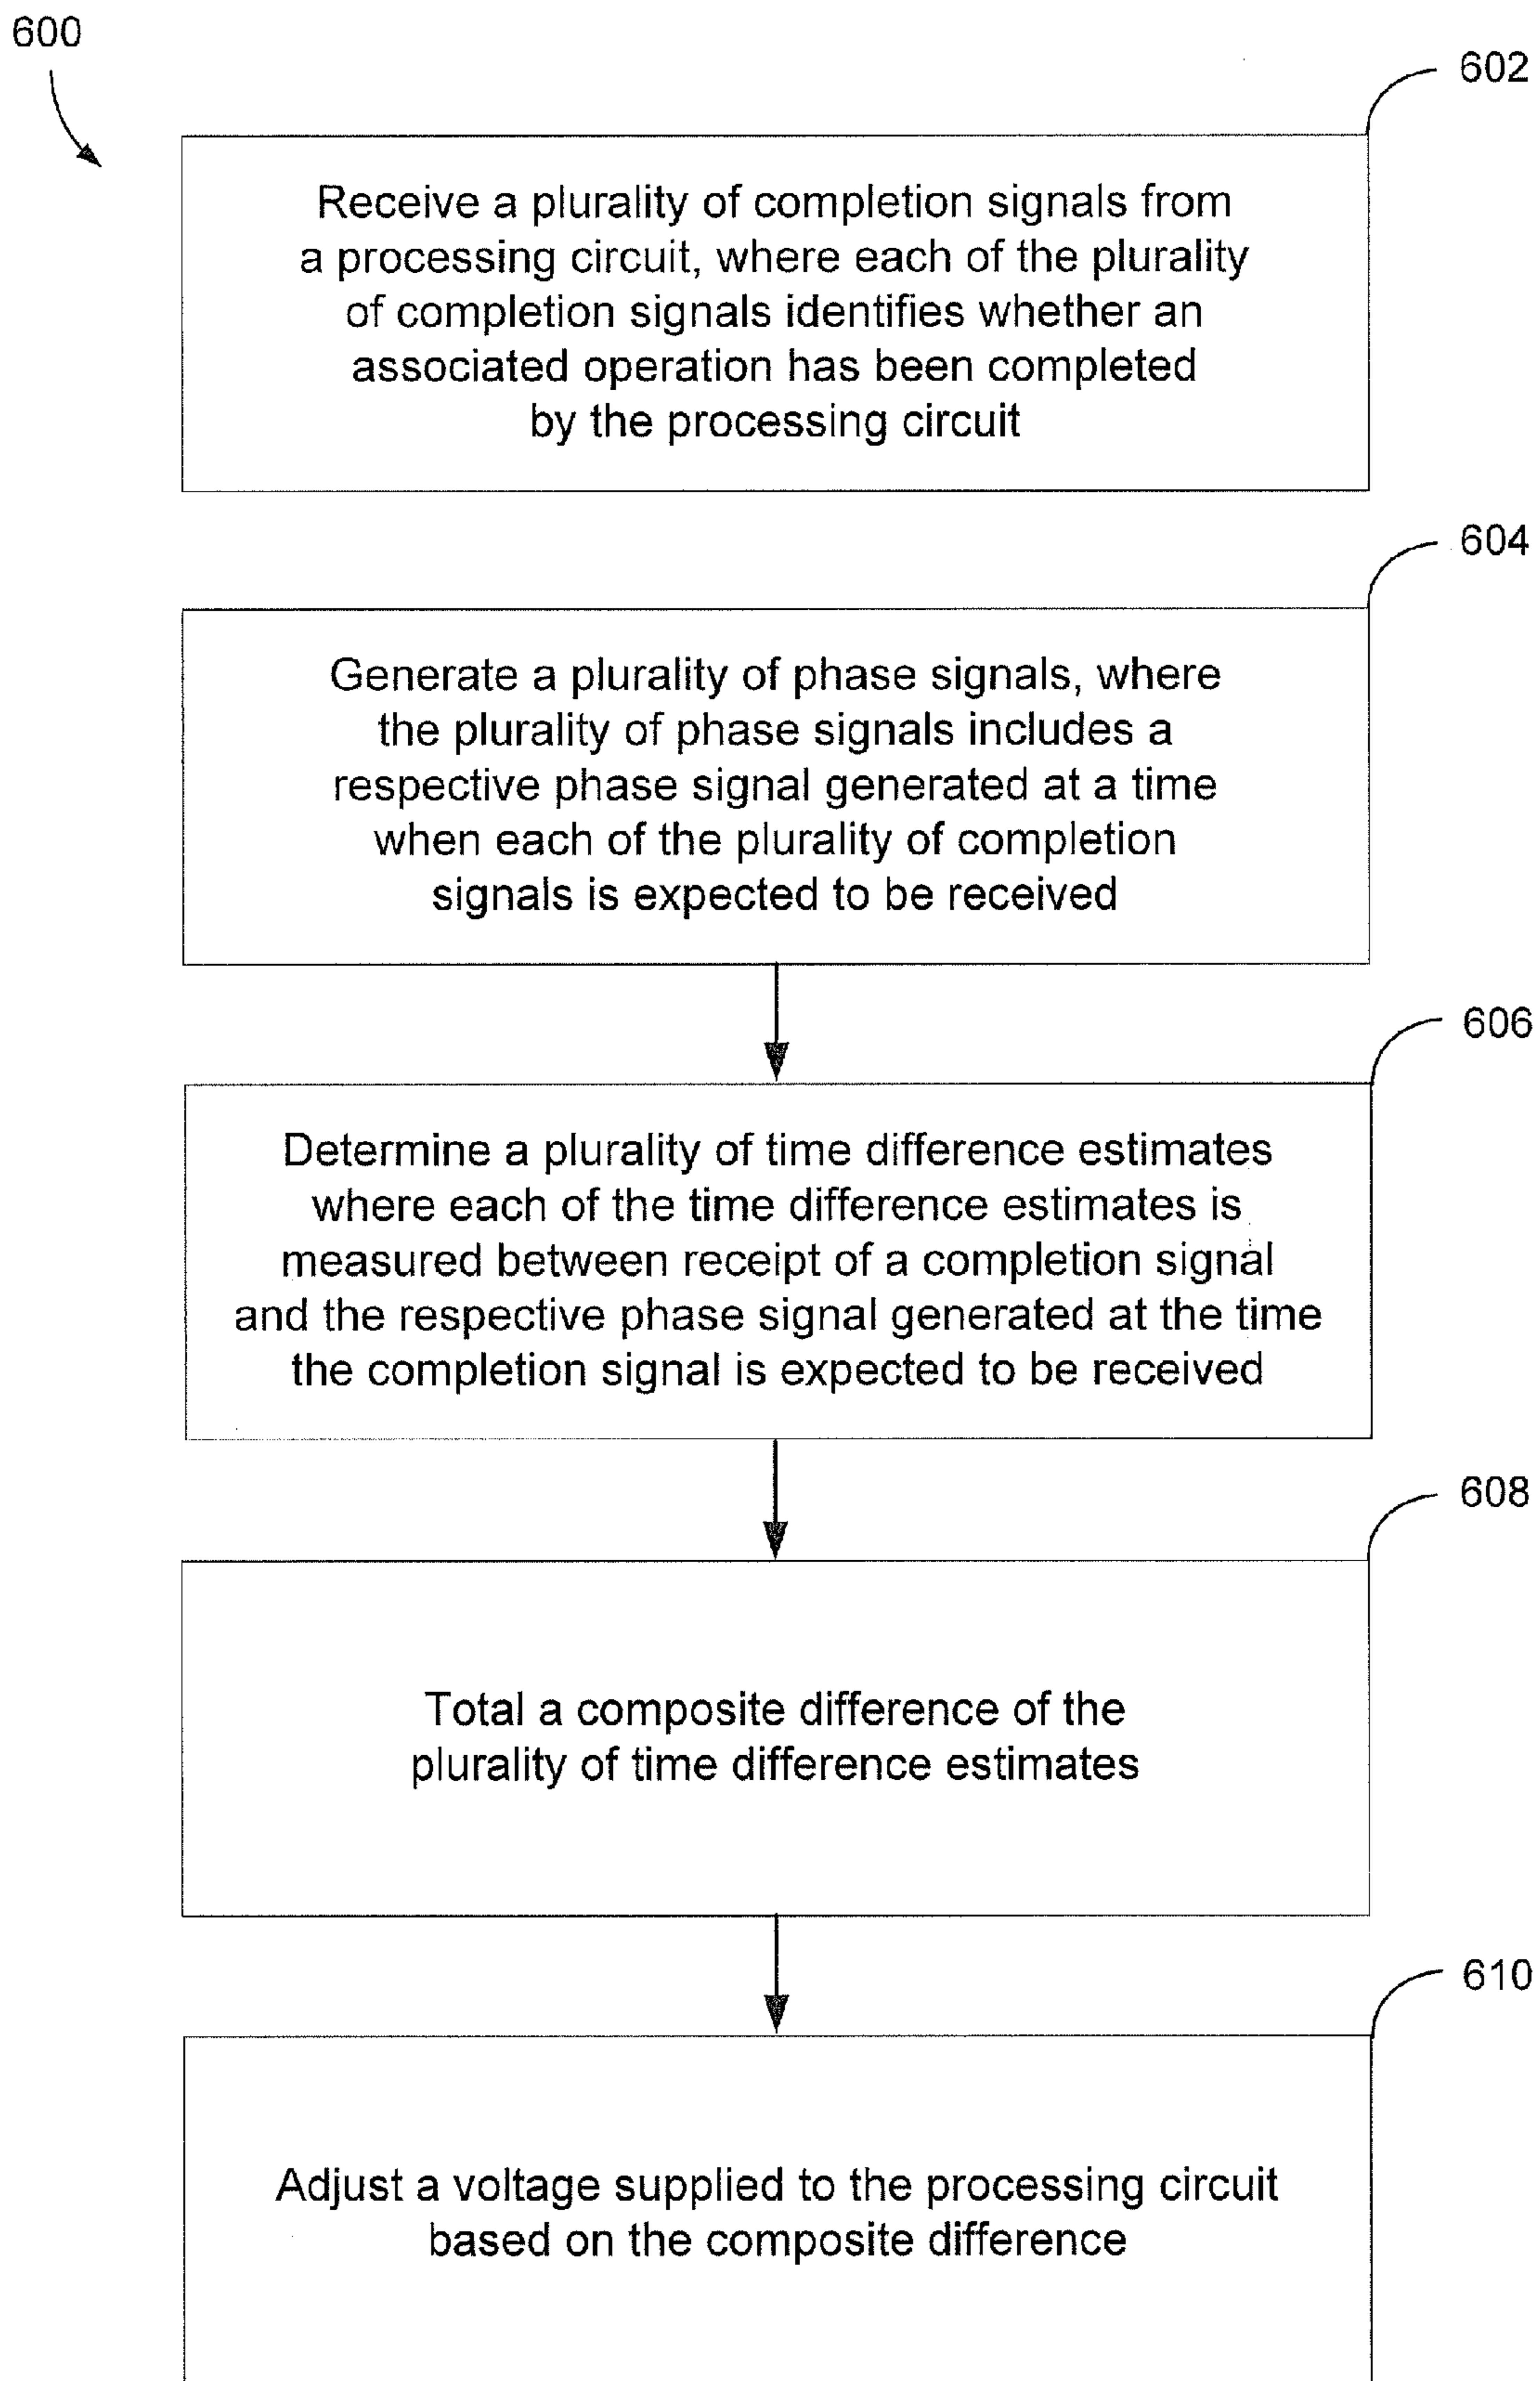 600
602
Receive a plurality of completion signals from
a processing circuit, where each of the plurality
of completion signals identifies whether an
associated operation has been completed
by the processing circuit
604
Generate a plurality of phase signals, where
the plurality of phase signals includes a
respective phase signal generated at a time
when each of the plurality of completion
signals is expected to be received
606
Determine a plurality of time difference estimates
where each of the time difference estimates is
measured between receipt of a completion signal
and the respective phase signal generated at the time
the completion signal is expected to be received
608
Total a composite difference of the
plurality of time difference estimates
610
Adjust a voltage supplied to the processing circuit
based on the composite difference